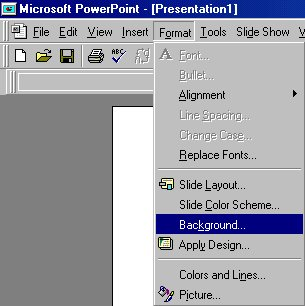 Microsoft PowerPoint - [Presentation1]
File Edit View Insert Format Tools Slide Show
Font...
Bullet...
Alignment
Line Spacing...
Change Case...
Replace Fonts...
Slide Layout...
Slide Color Scheme...
Background...
Apply Design...
Colors and Lines...
Picture...